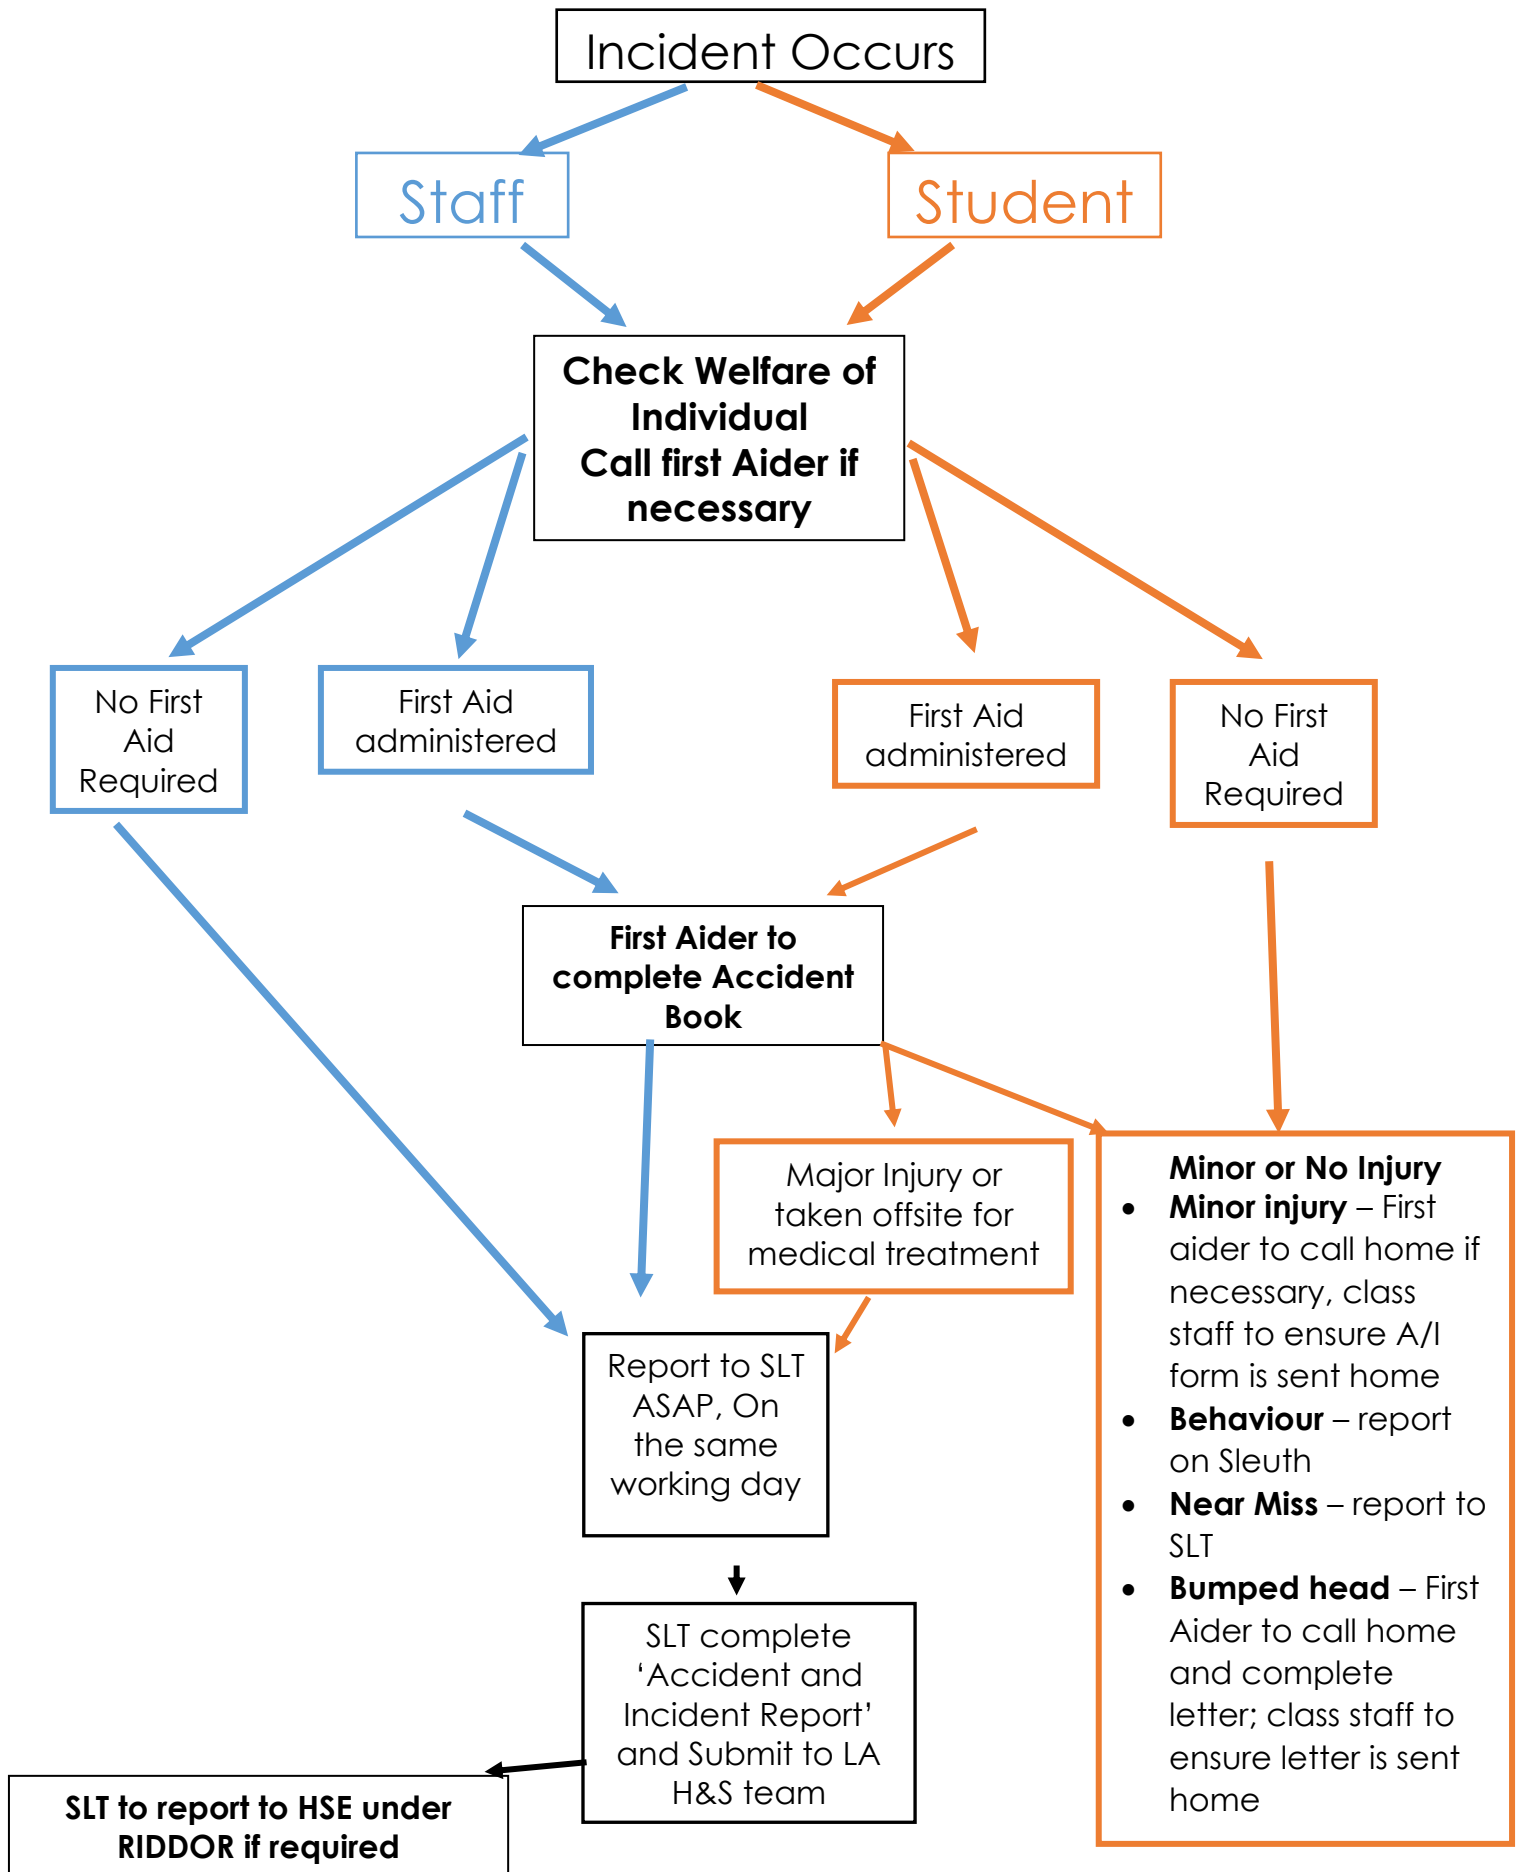 Incident Occurs
Staff
Student
Check Welfare of
Individual
Call first Aider if
necessary
No First
Aid
Required
First Aid
administered
First Aid
administered
No First
Aid
Required
First Aider to
complete Accident
Book
Major Injury or
taken offsite for
medical treatment
Minor or No Injury
• Minor injury – First
aider to call home if
necessary, class
staff to ensure A/I
form is sent home
• Behaviour – report
on Sleuth
• Near Miss – report to
SLT
• Bumped head – First
Aider to call home
and complete
letter; class staff to
ensure letter is sent
home
Report to SLT
ASAP, On
the same
working day
SLT complete
‘Accident and
Incident Report’
and Submit to LA
H&S team
SLT to report to HSE under
RIDDOR if required